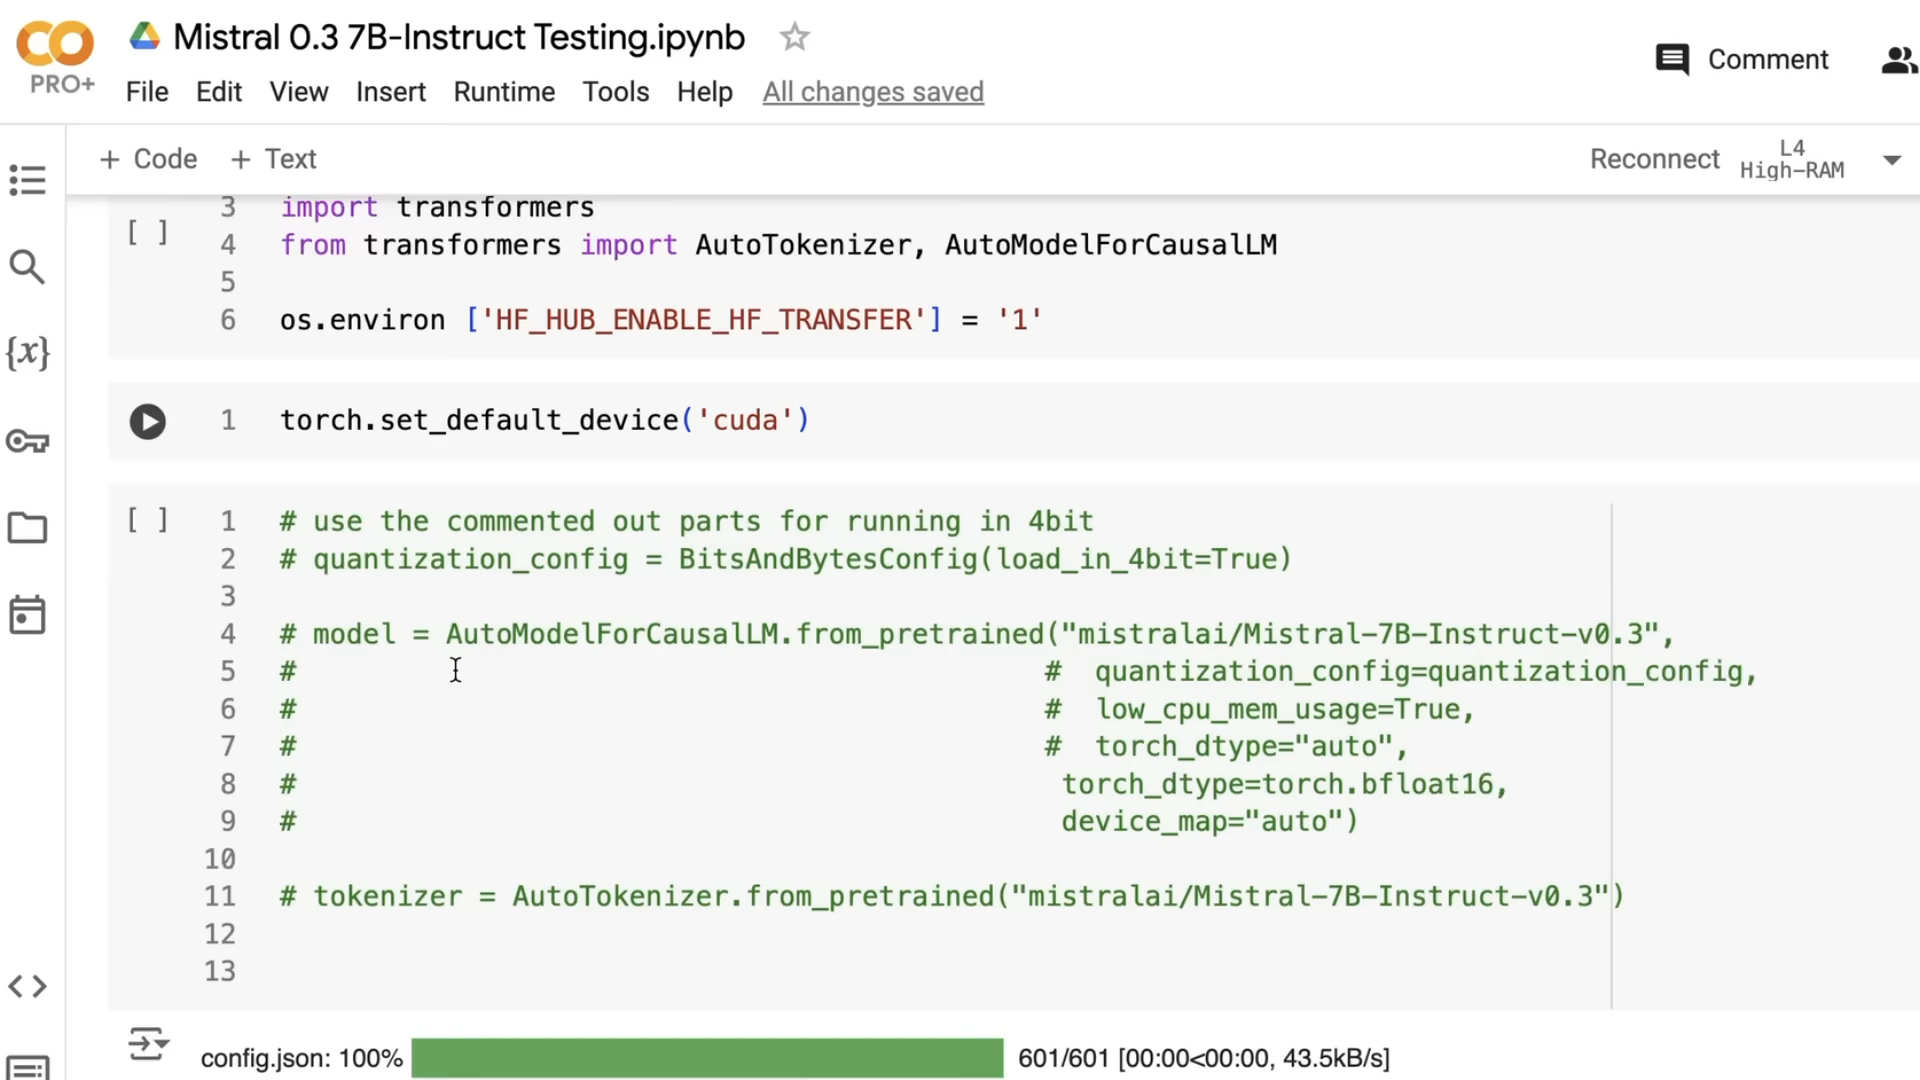 Mistral 0.3 7B-Instruct Testing.ipynb
PRO+
File Edit View Insert Runtime Tools Help All changes saved
Comment
+ Code + Text
Reconnect
L4
High-RAM
{x}
3 import transformers
[ ]
4 from transformers import AutoTokenizer, AutoModelForCausalLM
5
6 os.environ ['HF_HUB_ENABLE_HF_TRANSFER'] = '1'
1 torch.set_default_device('cuda')
[ ] 1 # use the commented out parts for running in 4bit
2 # quantization_config = BitsAndBytesConfig(load_in_4bit=True)
3
4 # model = AutoModelForCausalLM.from_pretrained("mistralai/Mistral-7B-Instruct-v0.3",
5 # # quantization_config=quantization_config,
6 # # low_cpu_mem_usage=True,
7 # # torch_dtype="auto",
8 # torch_dtype=torch.bfloat16,
9 # device_map="auto")
10
11 # tokenizer = AutoTokenizer.from_pretrained("mistralai/Mistral-7B-Instruct-v0.3")
12
13
config.json: 100% 601/601 [00:00<00:00, 43.5kB/s]